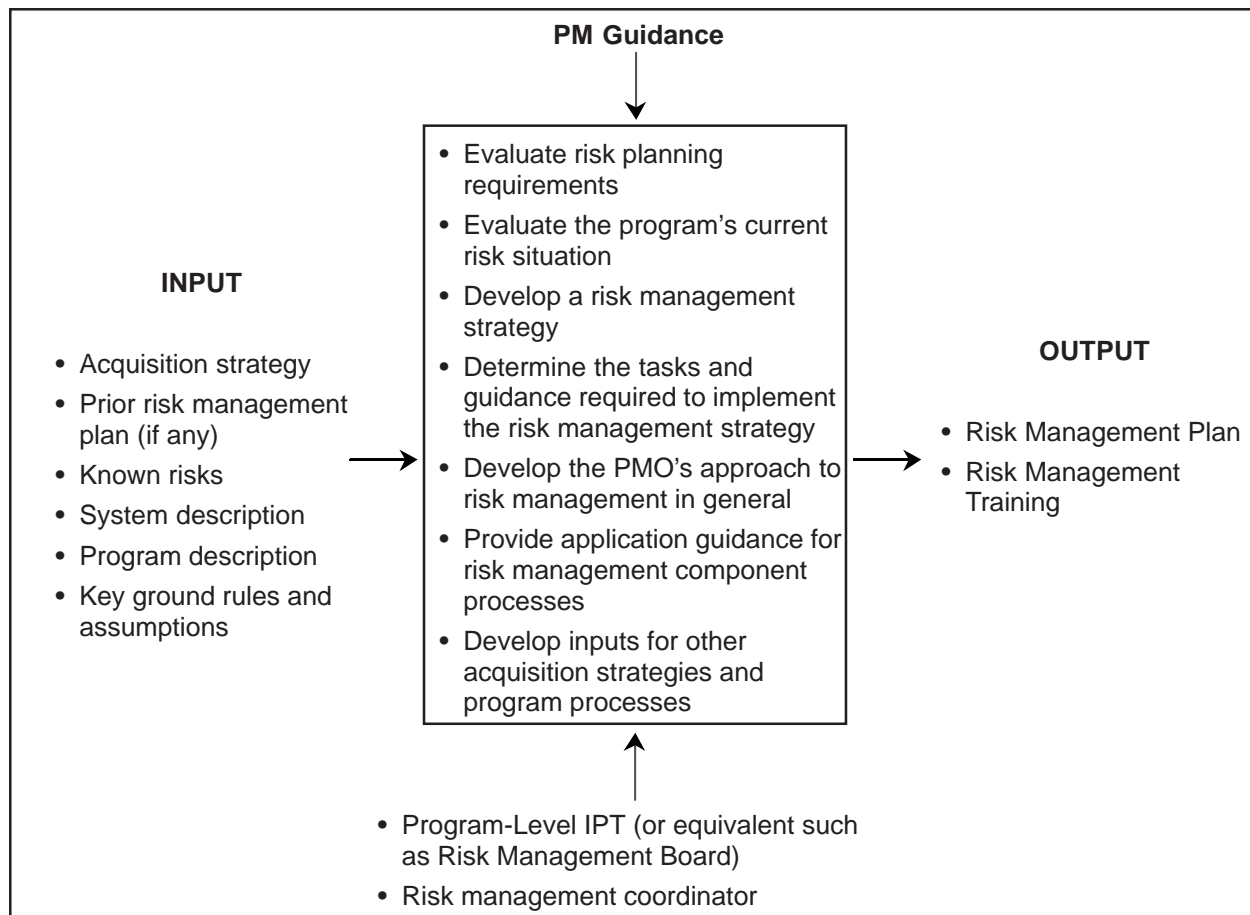 PM Guidance
INPUT
• Acquisition strategy
• Prior risk management
plan (if any)
• Known risks
• System description
• Program description
• Key ground rules and
assumptions
• Evaluate risk planning
requirements
• Evaluate the program’s current
risk situation
• Develop a risk management
strategy
• Determine the tasks and
guidance required to implement
the risk management strategy
• Develop the PMO’s approach to
risk management in general
• Provide application guidance for
risk management component
processes
• Develop inputs for other
acquisition strategies and
program processes
OUTPUT
• Risk Management Plan
• Risk Management
Training
• Program-Level IPT (or equivalent such
as Risk Management Board)
• Risk management coordinator